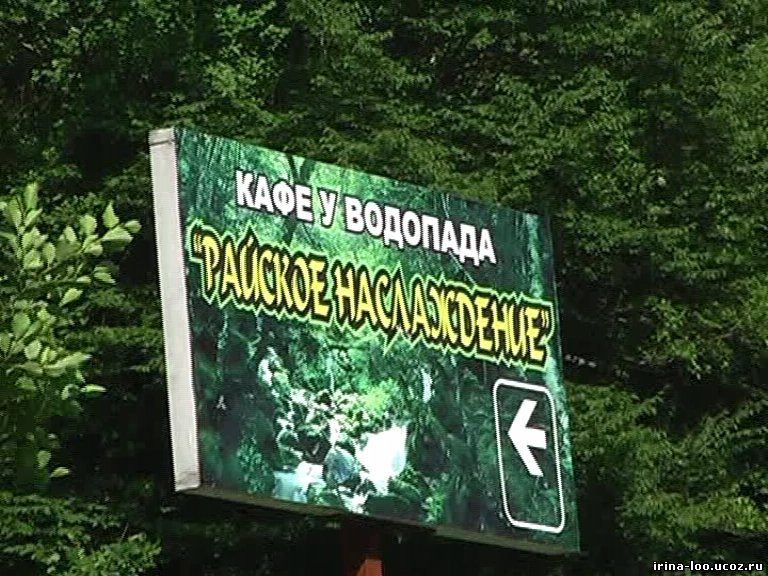 КАФЕ У ВОДОПАДА
"РАЙСКОЕ НАСЛАЖДЕНИЕ"
irina-loo.ucoz.ru